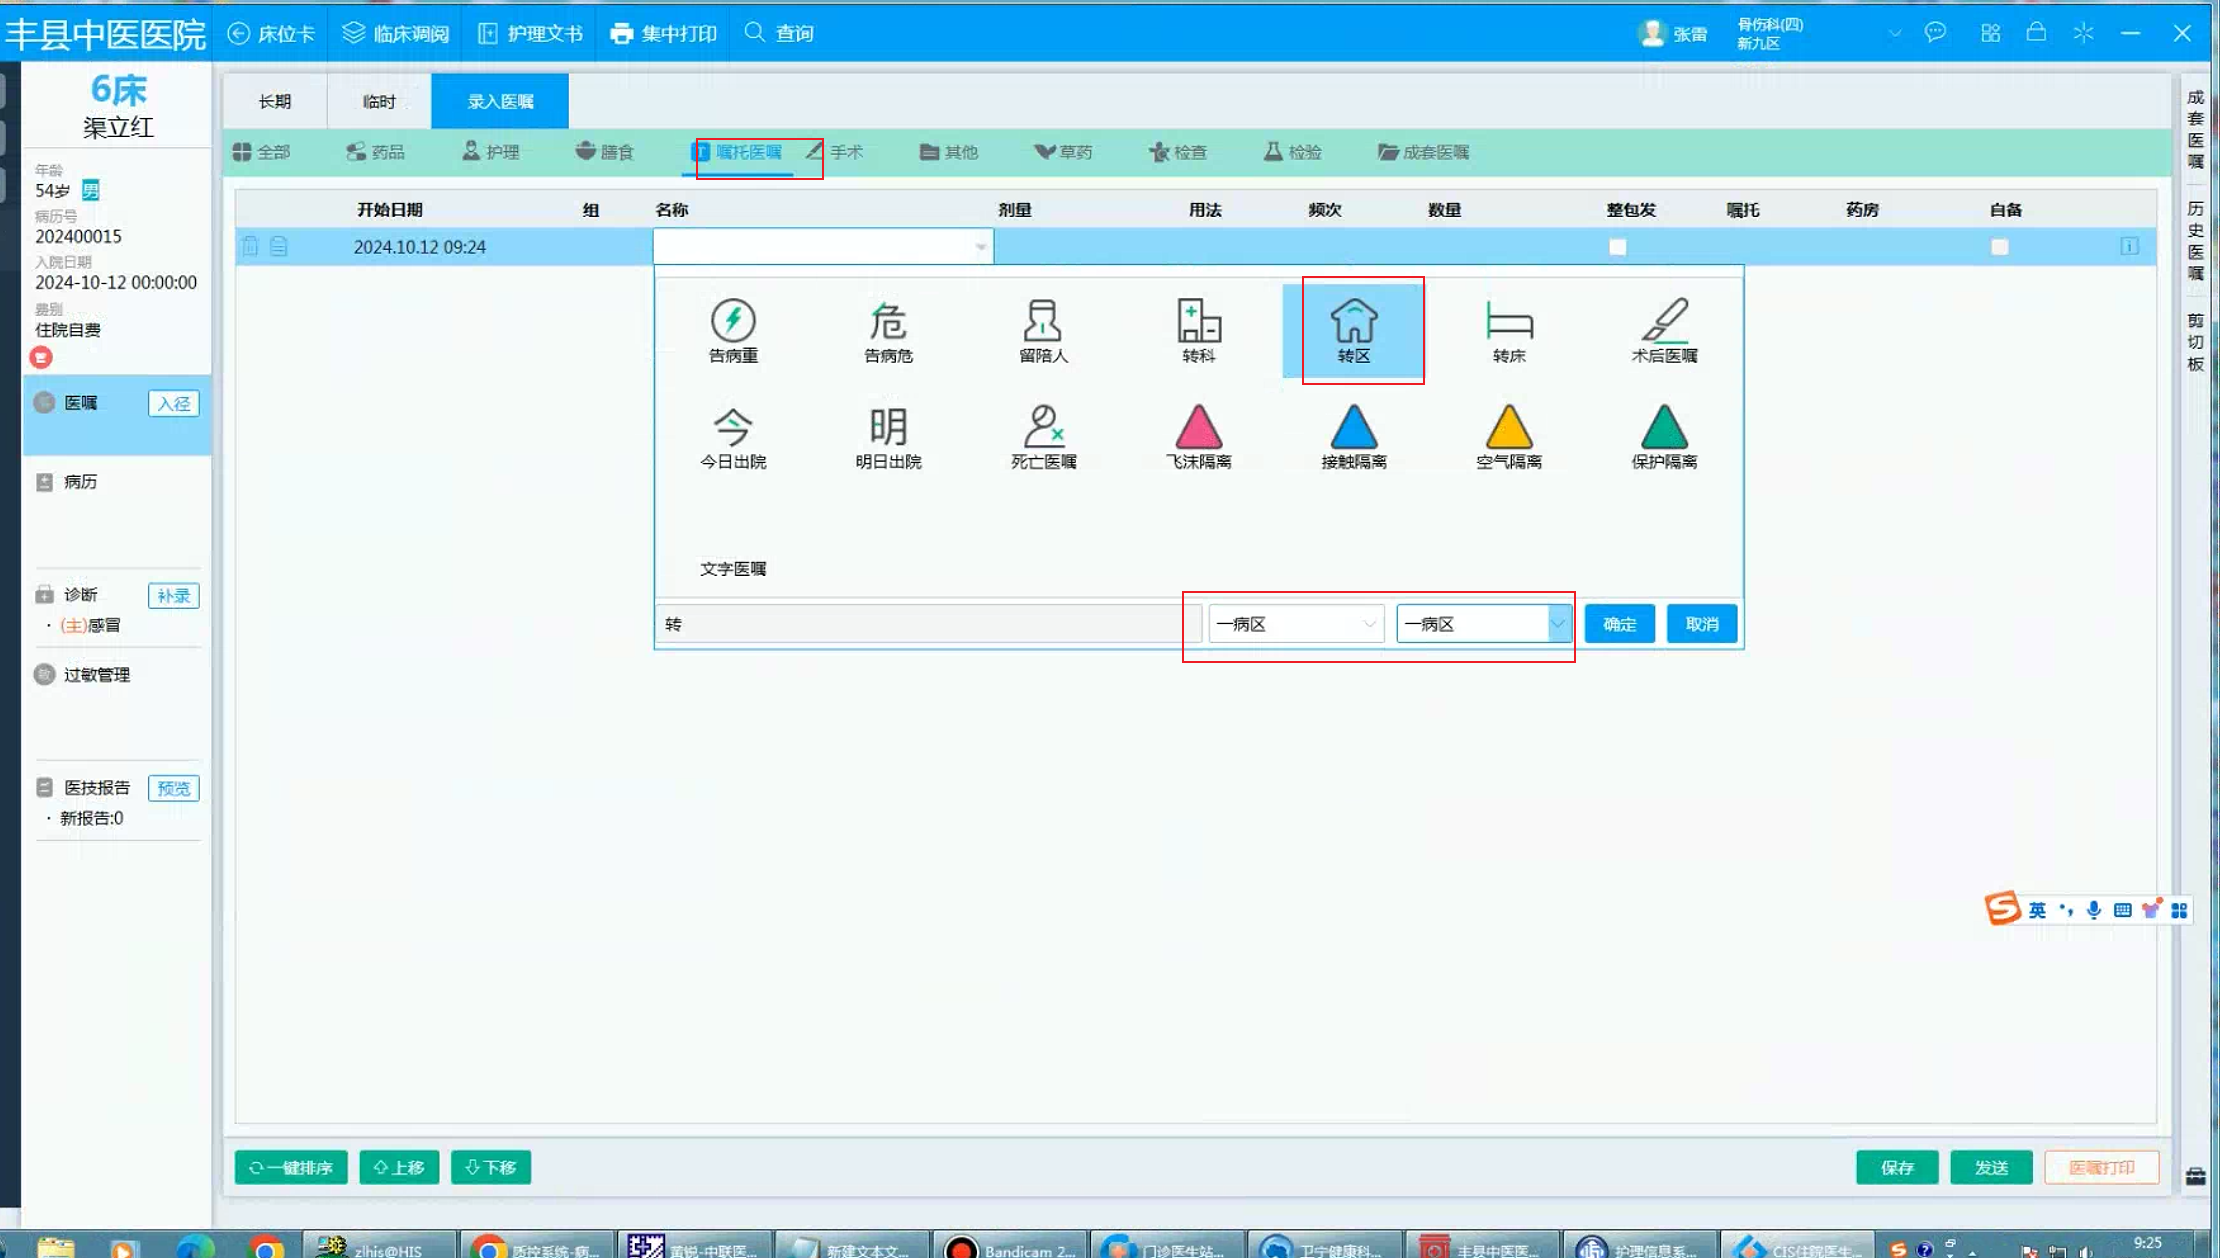 丰县中医医院 床位卡 临床调阅 护理文书 集中打印 查询 张雷 骨伤科(四)
新九区
6床
渠立红
年龄
54岁 男
病历号
202400015
入院日期
2024-10-12 00:00:00
费别
住院自费
医嘱 入径
病历
诊断 补录
· (主)感冒
过敏管理
医技报告 预览
· 新报告:0
长期 临时 录入医嘱
全部 药品 护理 膳食 嘱托医嘱 手术 其他 草药 检查 检验 成套医嘱
开始日期 组 名称 剂量 用法 频次 数量 整包发 嘱托 药房 自备
2024.10.12 09:24
告病重 告病危 留陪人 转科 转区 转床 术后医嘱
今日出院 明日出院 死亡医嘱 飞沫隔离 接触隔离 空气隔离 保护隔离
文字医嘱
转 一病区 一病区 确定 取消
成套医嘱
历史医嘱
剪切板
英
一键排序 上移 下移 保存 发送 医嘱打印
zlhis@HIS 质控系统-病... 黄锐-中联医... 新建文本文... Bandicam 2... 门诊医生站... 卫宁健康科... 丰县中医医... 护理信息系... CIS住院医生... 9:25